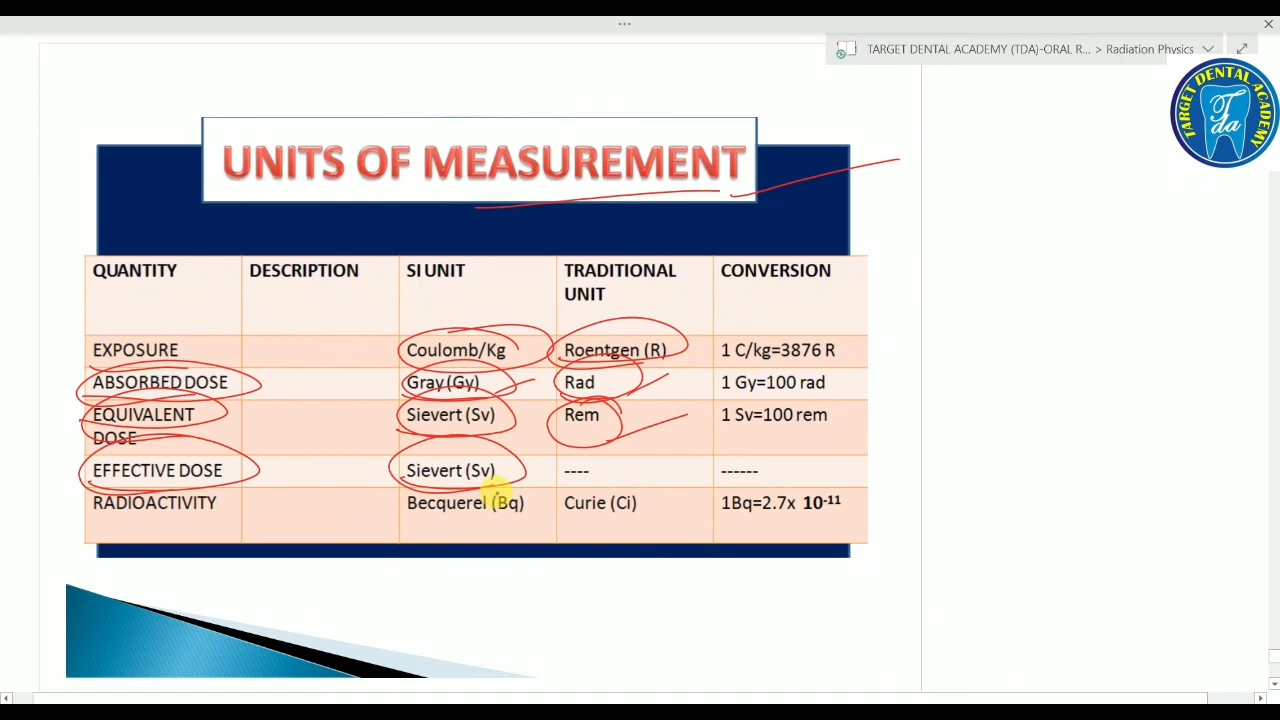 ...
TARGET DENTAL ACADEMY (TDA)-ORAL R... > Radiation Physics
TARGET DENTAL ACADEMY
Tda
UNITS OF MEASUREMENT
QUANTITY DESCRIPTION SI UNIT TRADITIONAL UNIT CONVERSION
EXPOSURE Coulomb/Kg Roentgen (R) 1 C/kg=3876 R
ABSORBED DOSE Gray (Gy) Rad 1 Gy=100 rad
EQUIVALENT DOSE Sievert (Sv) Rem 1 Sv=100 rem
EFFECTIVE DOSE Sievert (Sv) ---- ------
RADIOACTIVITY Becquerel (Bq) Curie (Ci) 1Bq=2.7x 10⁻¹¹